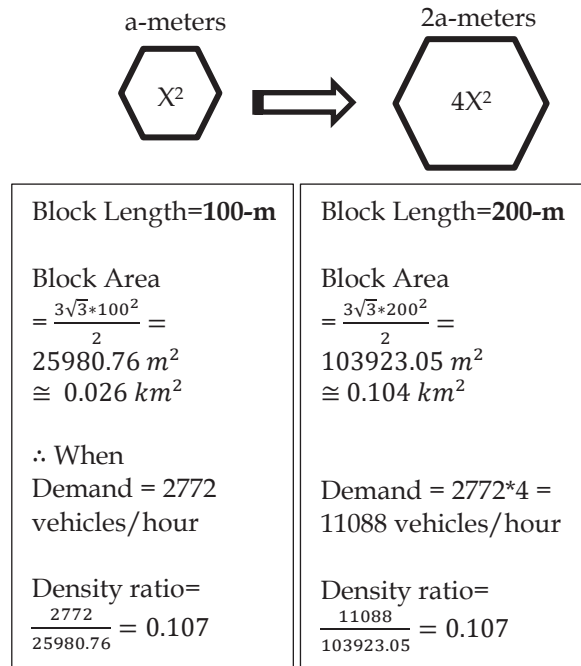 a-meters
2a-meters
X²
4X²
Block Length=100-m
Block Area
= 3√3*100²/2 =
25980.76 m²
≅ 0.026 km²
∴ When
Demand = 2772
vehicles/hour
Density ratio=
2772/25980.76 = 0.107
Block Length=200-m
Block Area
= 3√3*200²/2 =
103923.05 m²
≅ 0.104 km²
Demand = 2772*4 =
11088 vehicles/hour
Density ratio=
11088/103923.05 = 0.107